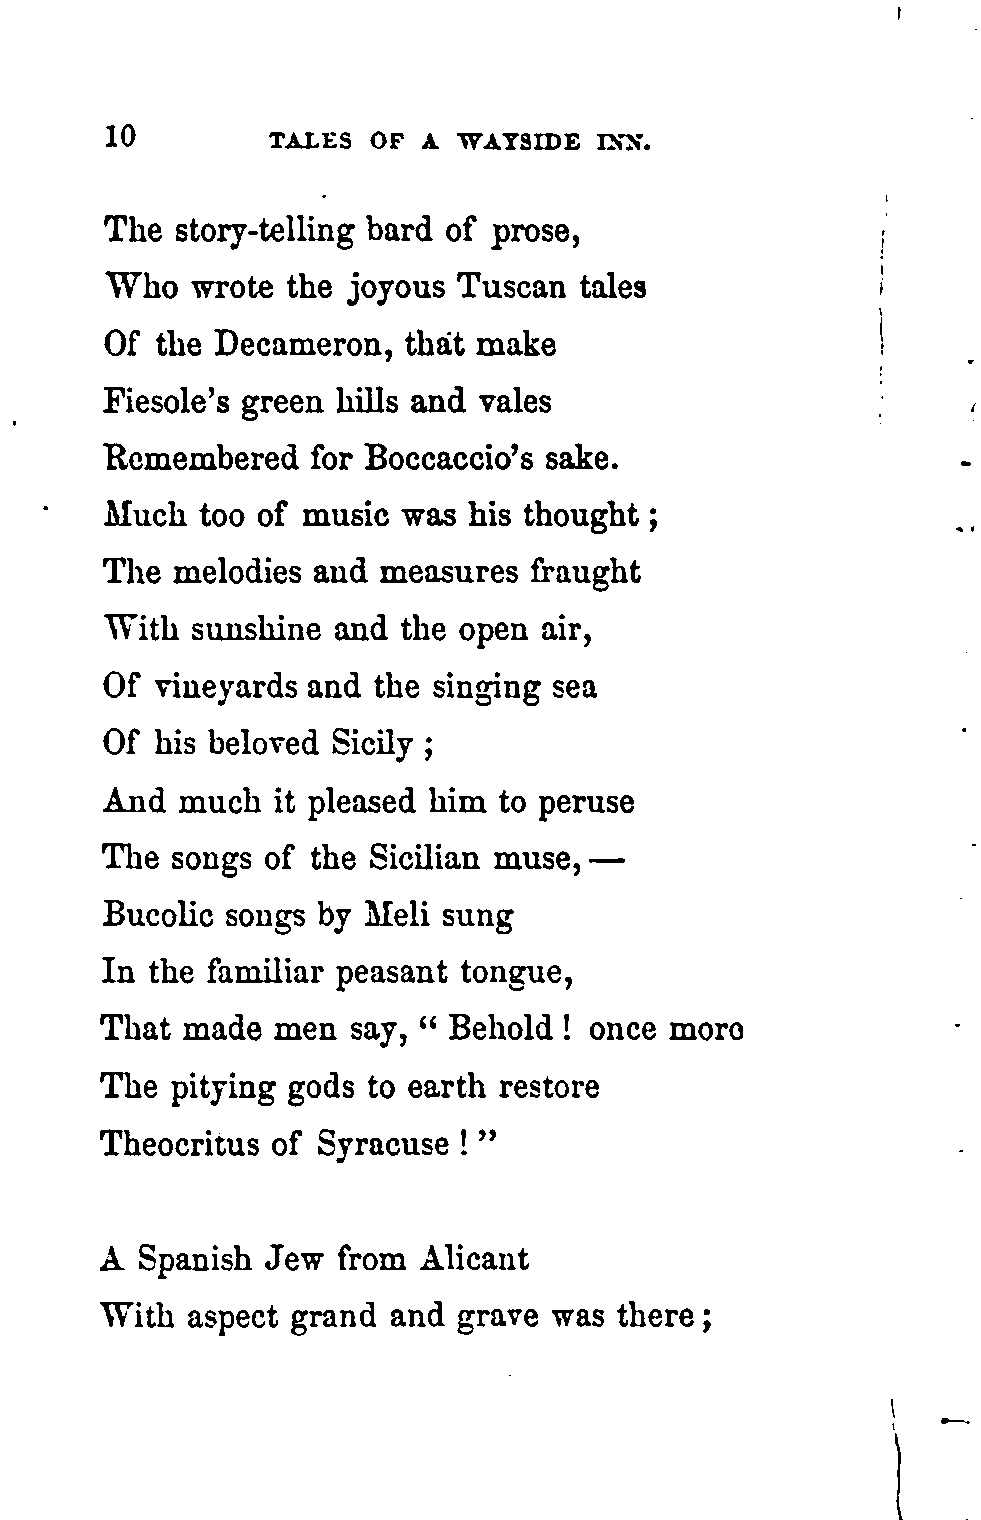 10 TALES OF A WAYSIDE INN.
The story-telling bard of prose,
Who wrote the joyous Tuscan tales
Of the Decameron, that make
Fiesole's green hills and vales
Remembered for Boccaccio's sake.
Much too of music was his thought ;
The melodies and measures fraught
With sunshine and the open air,
Of vineyards and the singing sea
Of his beloved Sicily ;
And much it pleased him to peruse
The songs of the Sicilian muse, —
Bucolic songs by Meli sung
In the familiar peasant tongue,
That made men say, “ Behold ! once more
The pitying gods to earth restore
Theocritus of Syracuse ! ”
A Spanish Jew from Alicant
With aspect grand and grave was there ;